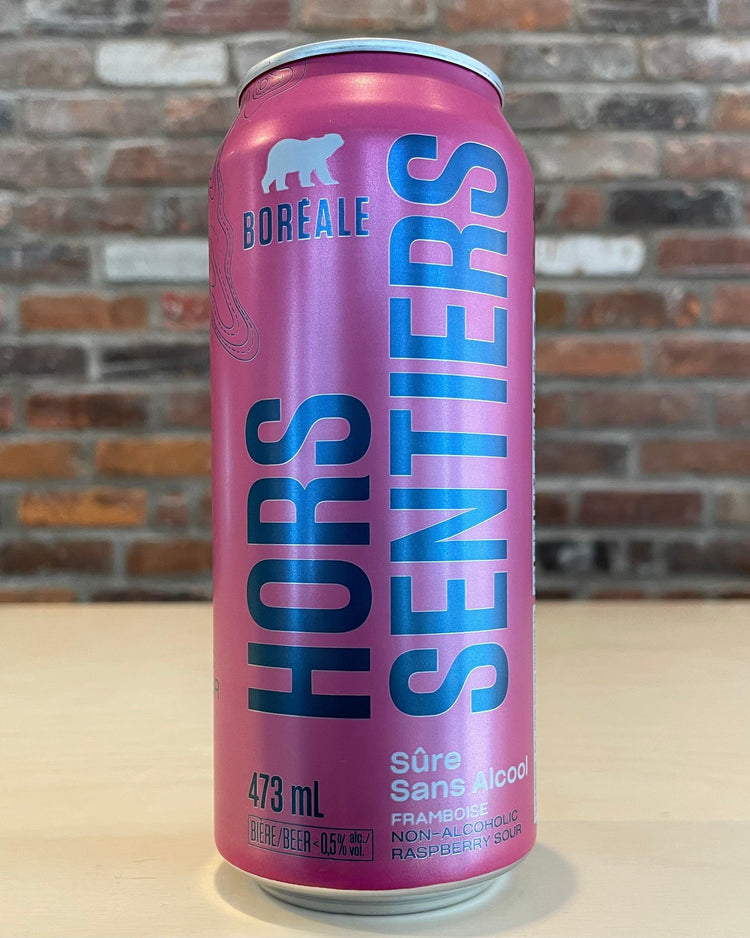 BORÉALE
HORS
SENTIERS
473 mL
BIÈRE/BEER <0,5% alc./vol.
Sûre
Sans Alcool
FRAMBOISE
NON-ALCOHOLIC
RASPBERRY SOUR